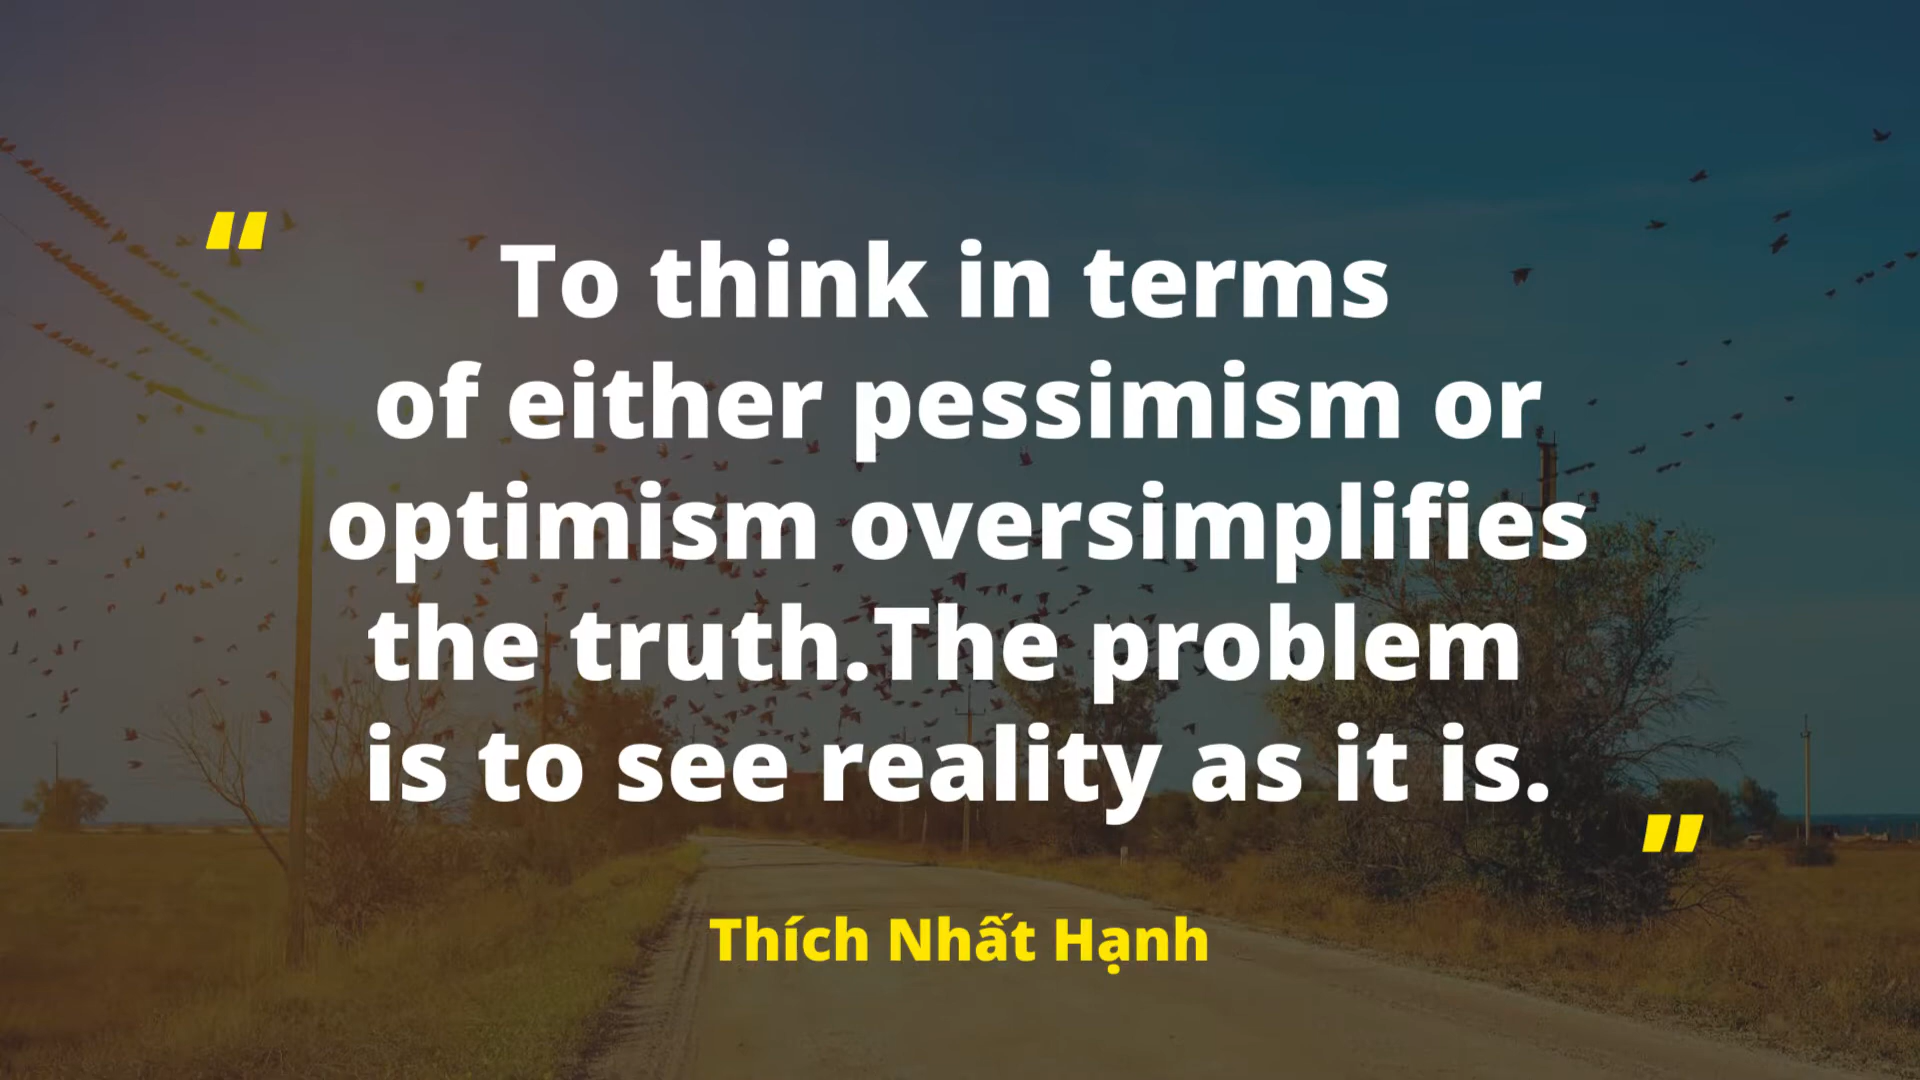 "
To think in terms
of either pessimism or
optimism oversimplifies
the truth.The problem
is to see reality as it is.
"
Thích Nhất Hạnh